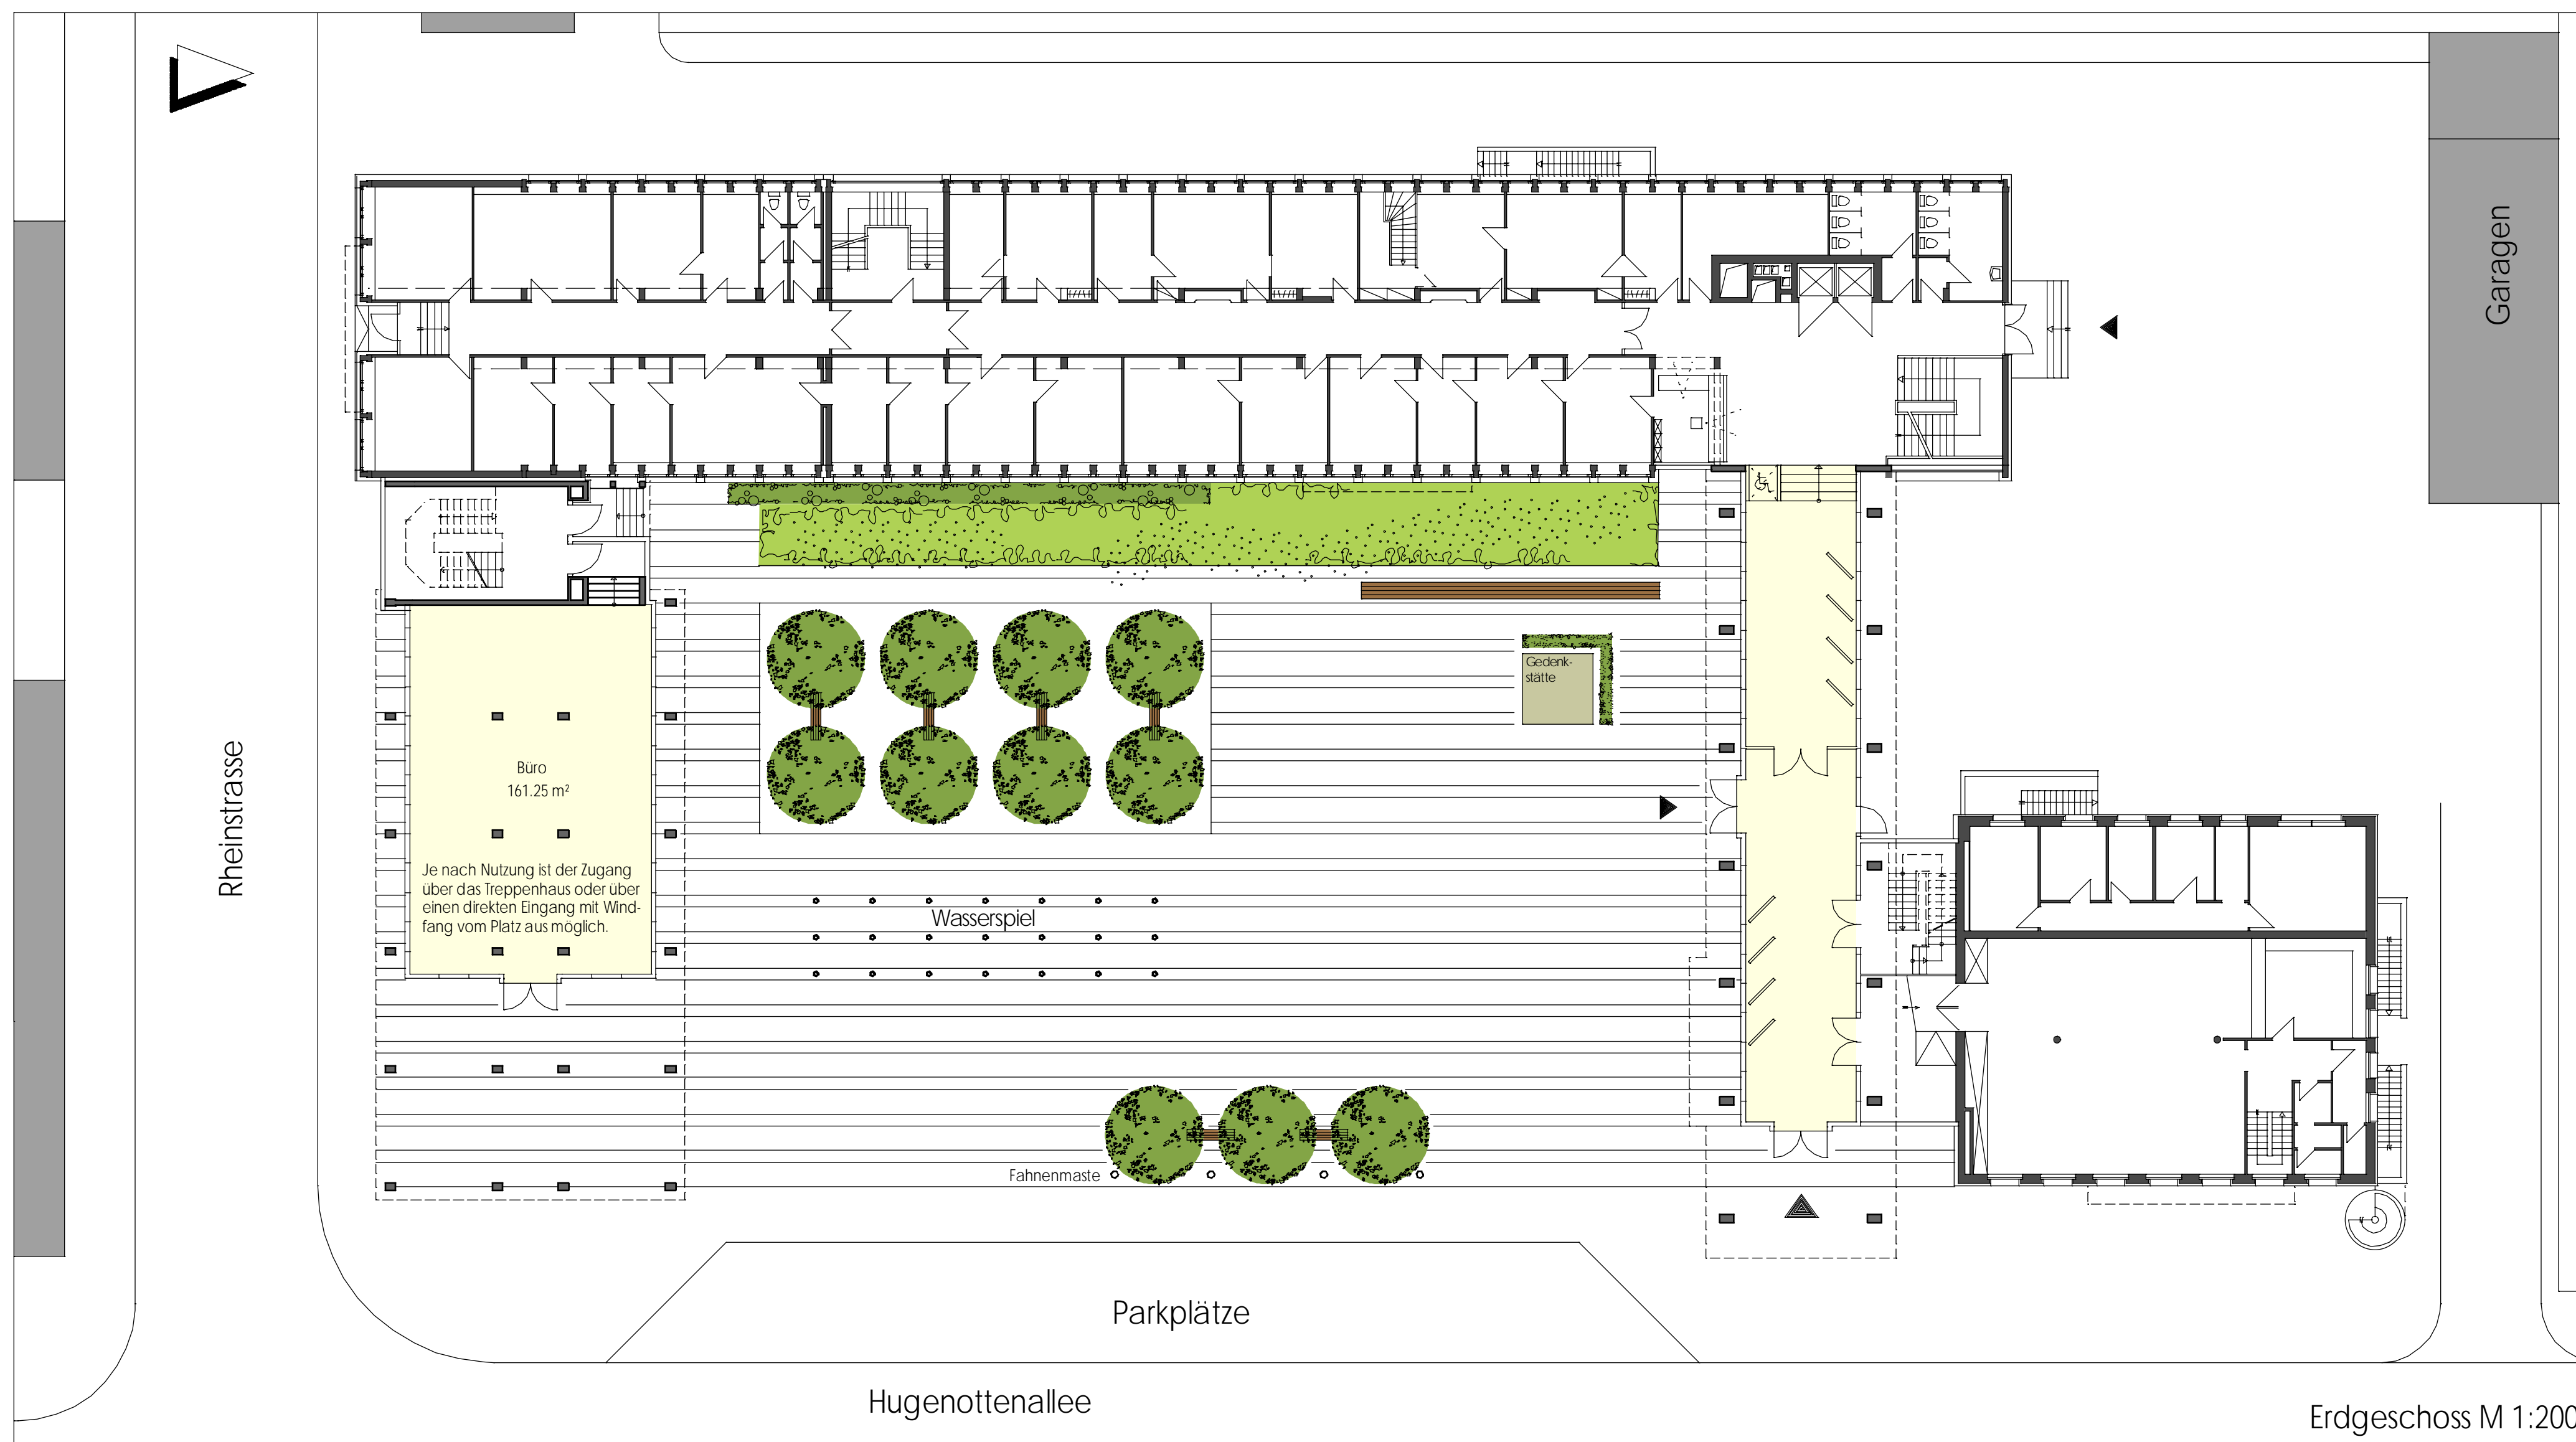 Garagen
Gedenk-
stätte
Rheinstrasse
Büro
161.25 m²
Je nach Nutzung ist der Zugang
über das Treppenhaus oder über
einen direkten Eingang mit Wind-
fang vom Platz aus möglich.
Wasserspiel
Fahnenmaste
Parkplätze
Hugenottenallee
Erdgeschoss M 1:200